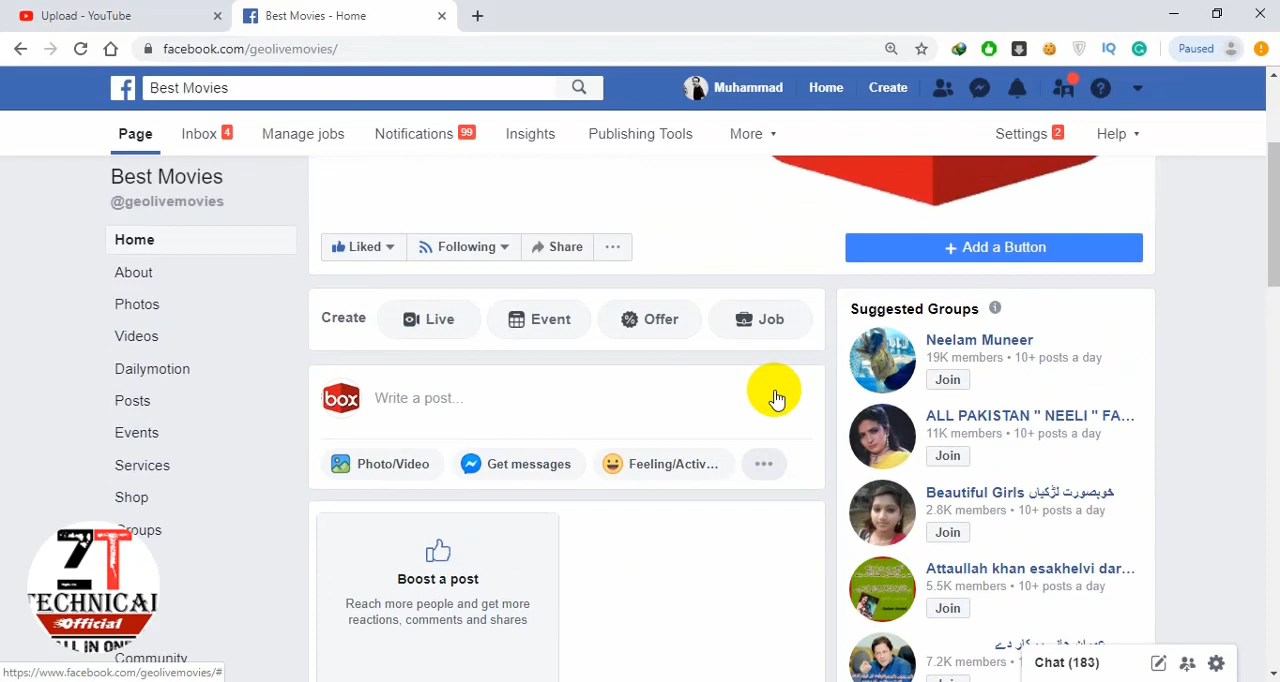 Upload - YouTube
Best Movies - Home
facebook.com/geolivemovies/
IQ
Paused
Best Movies
Muhammad
Home
Create
Page
Inbox 4
Manage jobs
Notifications 99
Insights
Publishing Tools
More
Settings 2
Help
Best Movies
@geolivemovies
Home
About
Photos
Videos
Dailymotion
Posts
Events
Services
Shop
Groups
Community
Liked
Following
Share
+ Add a Button
Create
Live
Event
Offer
Job
box
Write a post...
Photo/Video
Get messages
Feeling/Activ...
Boost a post
Reach more people and get more
reactions, comments and shares
Suggested Groups
Neelam Muneer
19K members • 10+ posts a day
Join
ALL PAKISTAN " NEELI " FA...
11K members • 10+ posts a day
Join
Beautiful Girls خوبصورت لڑکیاں
2.8K members • 10+ posts a day
Join
Attaullah khan esakhelvi dar...
5.5K members • 10+ posts a day
Join
7.2K members •
Chat (183)
TECHNICAL
Official
ALL IN ONE
https://www.facebook.com/geolivemovies/#